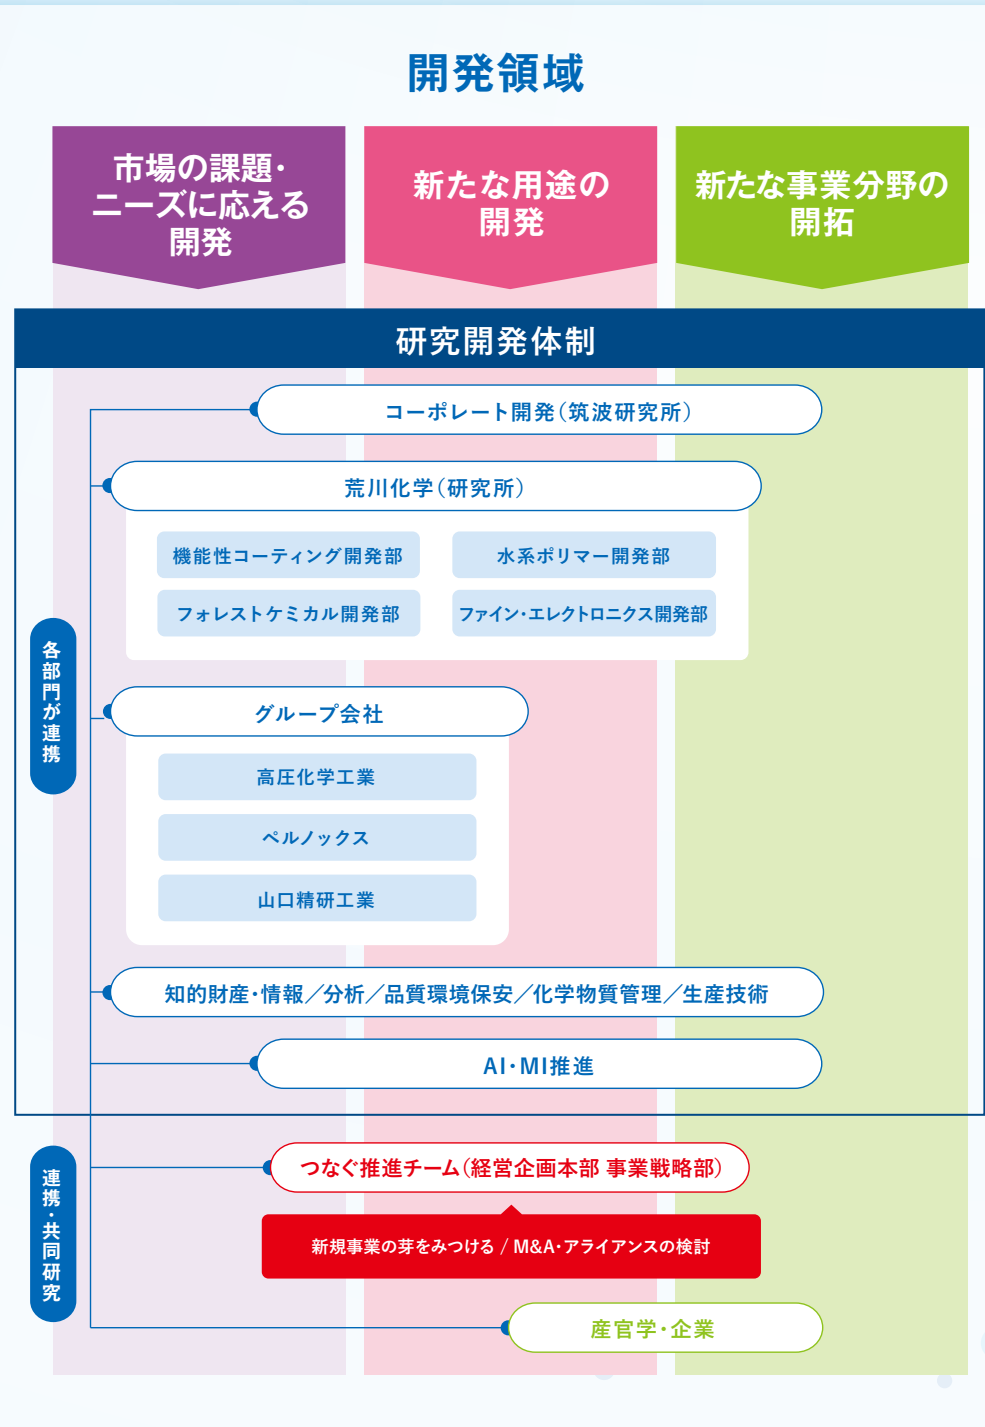 開発領域
市場の課題・
ニーズに応える
開発
新たな用途の
開発
新たな事業分野の
開拓
研究開発体制
コーポレート開発（筑波研究所）
荒川化学（研究所）
機能性コーティング開発部
水系ポリマー開発部
フォレストケミカル開発部
ファイン・エレクトロニクス開発部
各部門が連携
グループ会社
高圧化学工業
ペルノックス
山口精研工業
知的財産・情報／分析／品質環境保安／化学物質管理／生産技術
AI・MI推進
連携・共同研究
つなぐ推進チーム（経営企画本部 事業戦略部）
新規事業の芽をみつける / M&A・アライアンスの検討
産官学・企業